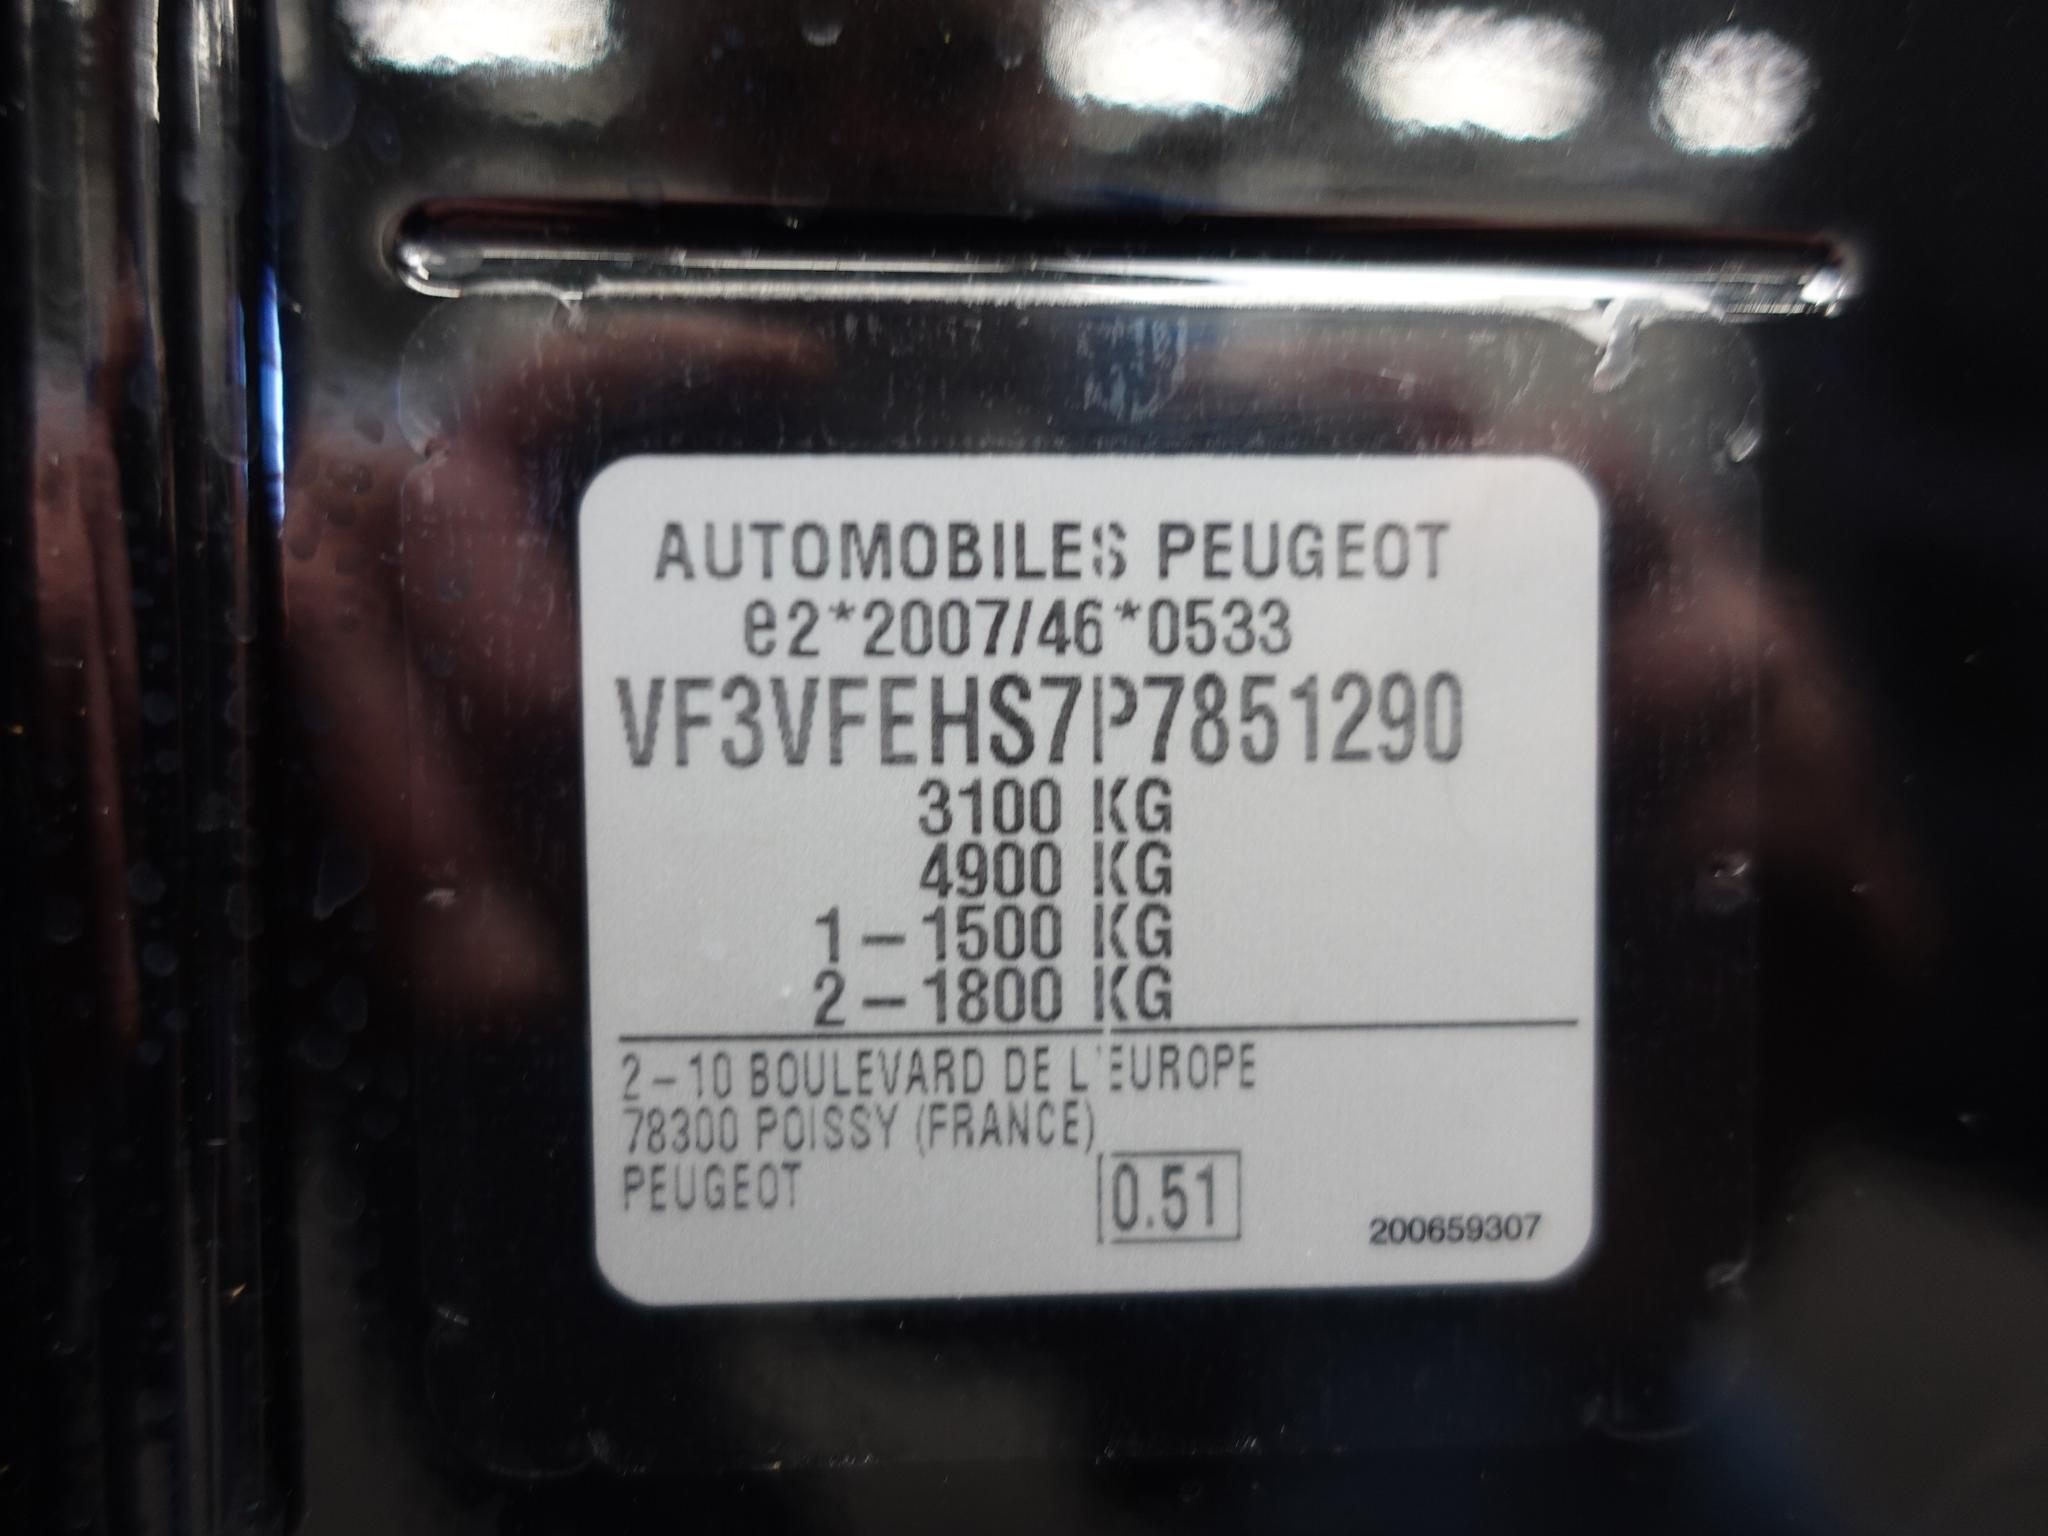 AUTOMOBILES PEUGEOT
e2*2007/46*0533
VF3VFEHS7P7851290
3100 KG
4900 KG
1-1500 KG
2-1800 KG
2-10 BOULEVARD DE L'EUROPE
78300 POISSY (FRANCE)
PEUGEOT
0.51
200659307